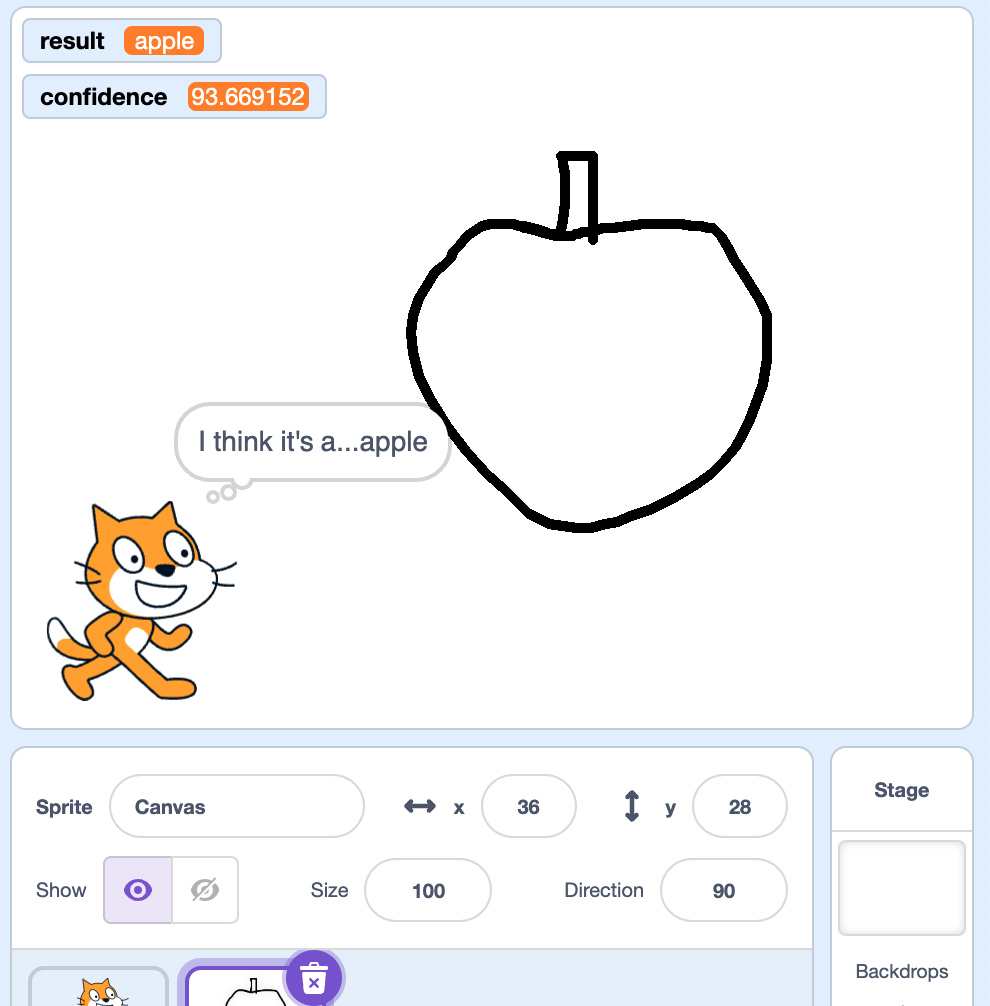 result apple
confidence 93.669152
I think it's a...apple
Sprite Canvas x 36 y 28
Stage
Show Size 100 Direction 90
Backdrops